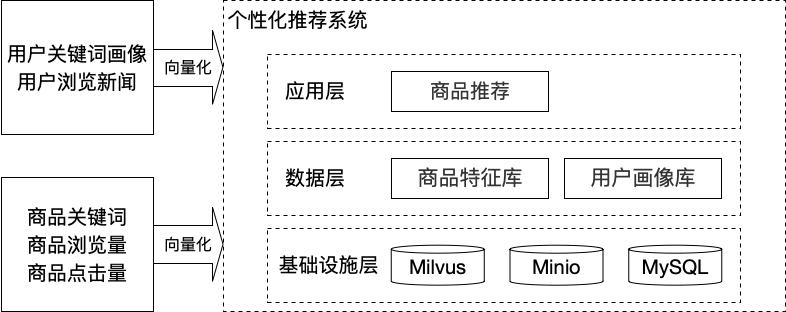 用户关键词画像
用户浏览新闻
向量化
商品关键词
商品浏览量
商品点击量
向量化
个性化推荐系统
应用层
商品推荐
数据层
商品特征库
用户画像库
基础设施层
Milvus
Minio
MySQL